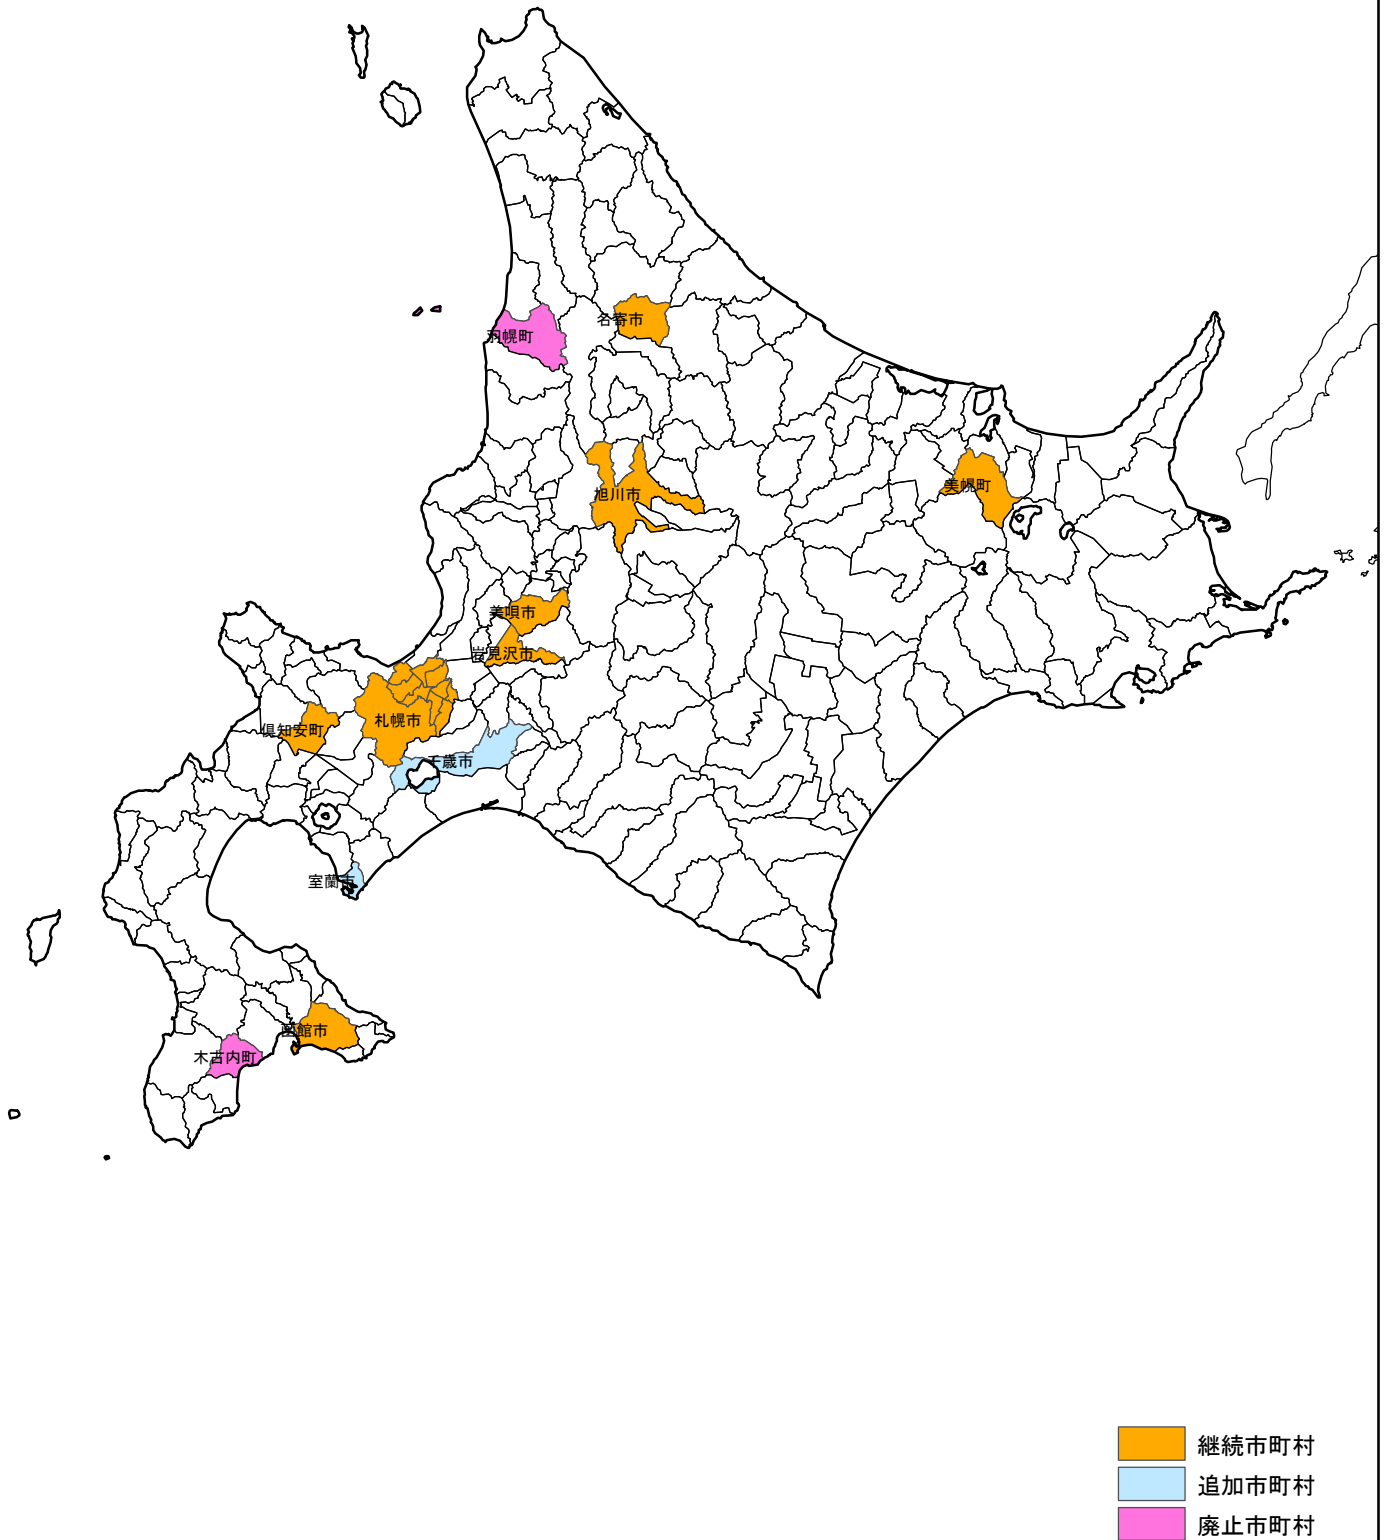 名寄市
羽幌町
美幌町
旭川市
美唄市
岩見沢市
札幌市
倶知安町
千歳市
室蘭市
函館市
木古内町
継続市町村
追加市町村
廃止市町村